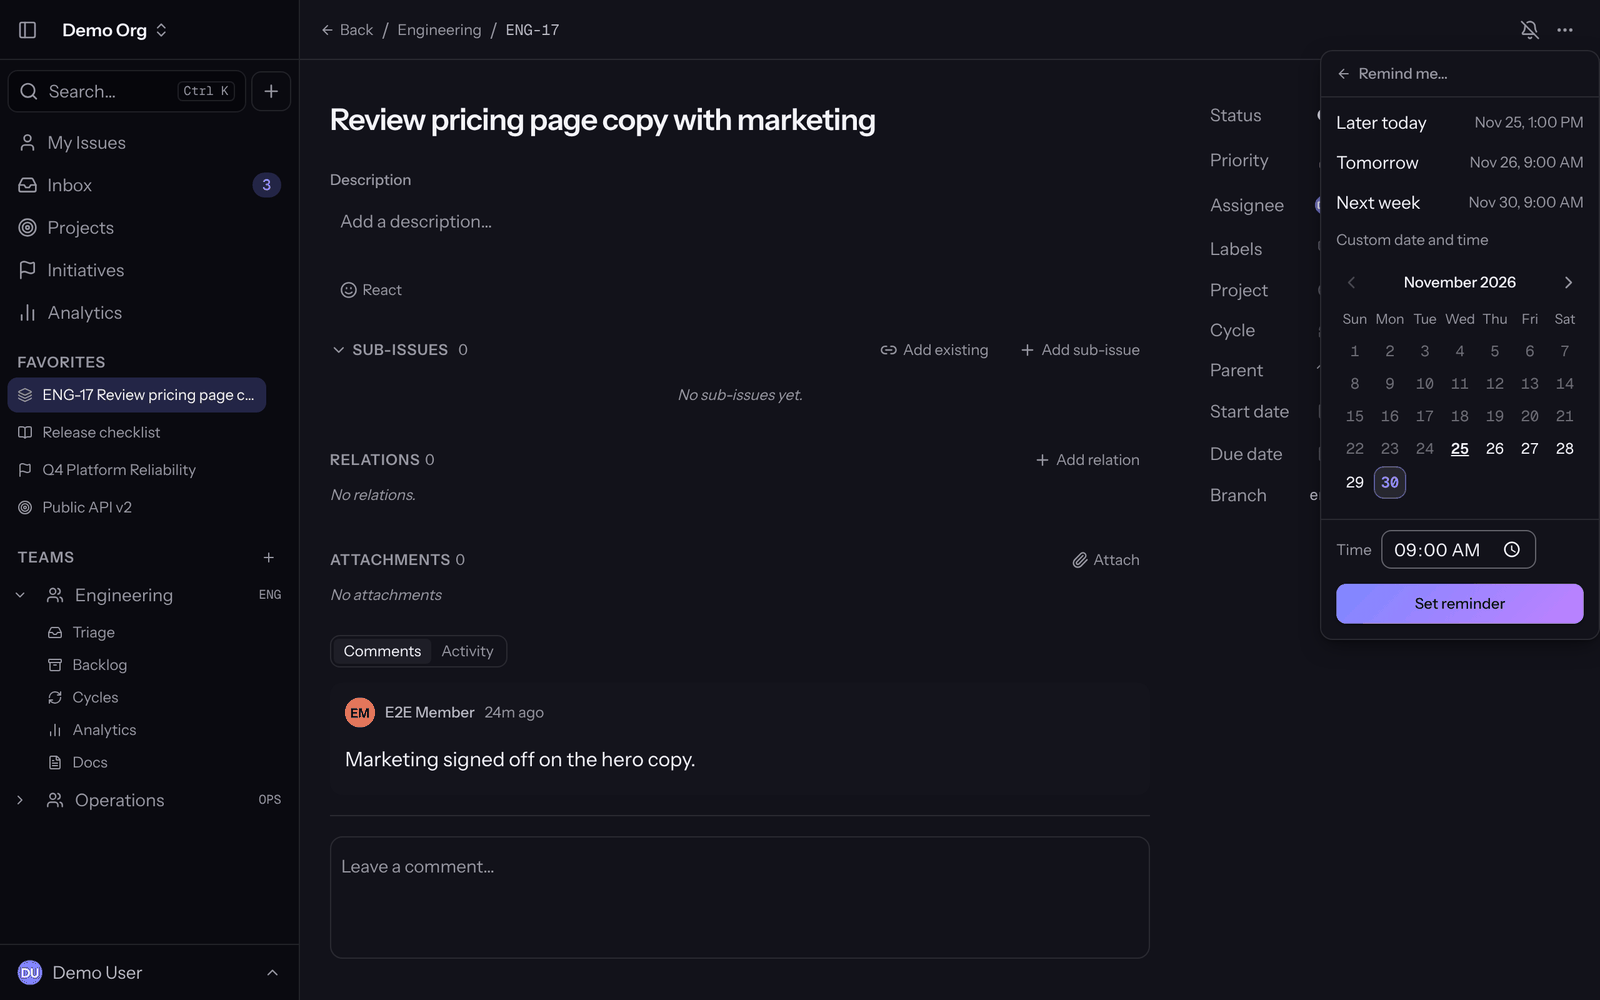 Demo Org
Search...
Ctrl K
My Issues
Inbox
3
Projects
Initiatives
Analytics
FAVORITES
ENG-17 Review pricing page c...
Release checklist
Q4 Platform Reliability
Public API v2
TEAMS
Engineering
ENG
Triage
Backlog
Cycles
Analytics
Docs
Operations
OPS
DU
Demo User
Back / Engineering / ENG-17
Review pricing page copy with marketing
Description
Add a description...
React
SUB-ISSUES 0
Add existing
Add sub-issue
No sub-issues yet.
RELATIONS 0
Add relation
No relations.
ATTACHMENTS 0
Attach
No attachments
Comments
Activity
EM
E2E Member 24m ago
Marketing signed off on the hero copy.
Leave a comment...
Status
Priority
Assignee
Labels
Project
Cycle
Parent
Start date
Due date
Branch
Remind me...
Later today Nov 25, 1:00 PM
Tomorrow Nov 26, 9:00 AM
Next week Nov 30, 9:00 AM
Custom date and time
November 2026
Sun Mon Tue Wed Thu Fri Sat
1 2 3 4 5 6 7
8 9 10 11 12 13 14
15 16 17 18 19 20 21
22 23 24 25 26 27 28
29 30
Time 09:00 AM
Set reminder